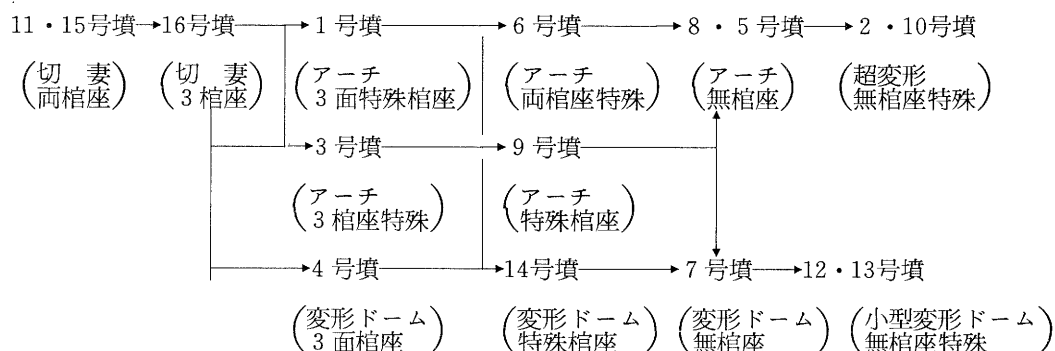 11・15号墳→16号墳→1号墳→6号墳→8・5号墳→2・10号墳
(切　妻 両棺座) (切　妻 3棺座) (アーチ 3面特殊棺座) (アーチ 両棺座特殊) (アーチ 無棺座) (超変形 無棺座特殊)
→3号墳→9号墳
(アーチ 3棺座特殊) (アーチ 特殊棺座)
→4号墳→14号墳→7号墳→12・13号墳
(変形ドーム 3面棺座) (変形ドーム 特殊棺座) (変形ドーム 無棺座) (小型変形ドーム 無棺座特殊)